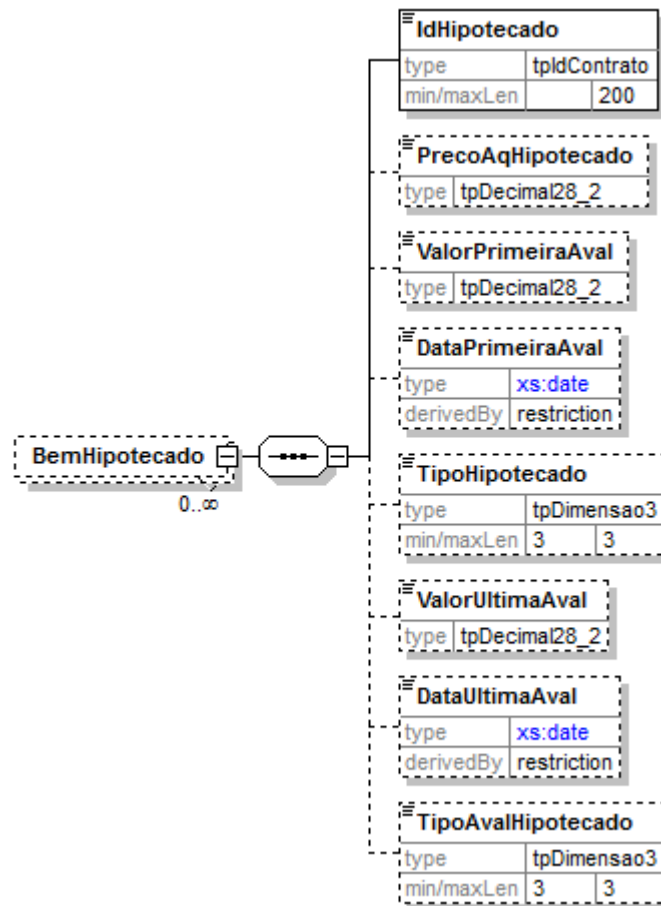 IdHipotecado
type tpIdContrato
min/maxLen 200
PrecoAqHipotecado
type tpDecimal28_2
ValorPrimeiraAval
type tpDecimal28_2
DataPrimeiraAval
type xs:date
derivedBy restriction
BemHipotecado
0..∞
TipoHipotecado
type tpDimensao3
min/maxLen 3 3
ValorUltimaAval
type tpDecimal28_2
DataUltimaAval
type xs:date
derivedBy restriction
TipoAvalHipotecado
type tpDimensao3
min/maxLen 3 3